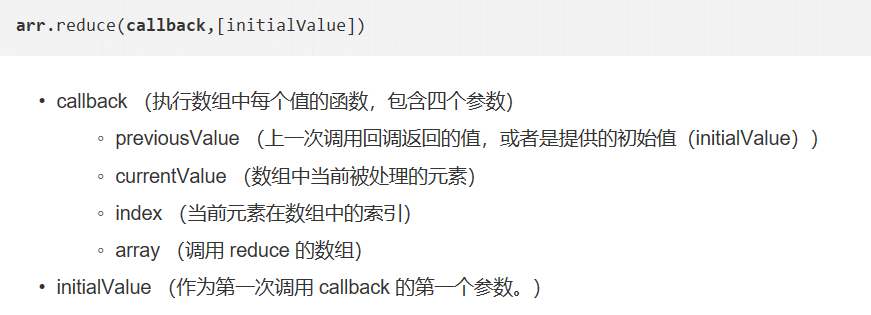 arr.reduce(callback,[initialValue])
• callback （执行数组中每个值的函数，包含四个参数）
◦ previousValue （上一次调用回调返回的值，或者是提供的初始值（initialValue））
◦ currentValue （数组中当前被处理的元素）
◦ index （当前元素在数组中的索引）
◦ array （调用 reduce 的数组）
• initialValue （作为第一次调用 callback 的第一个参数。）